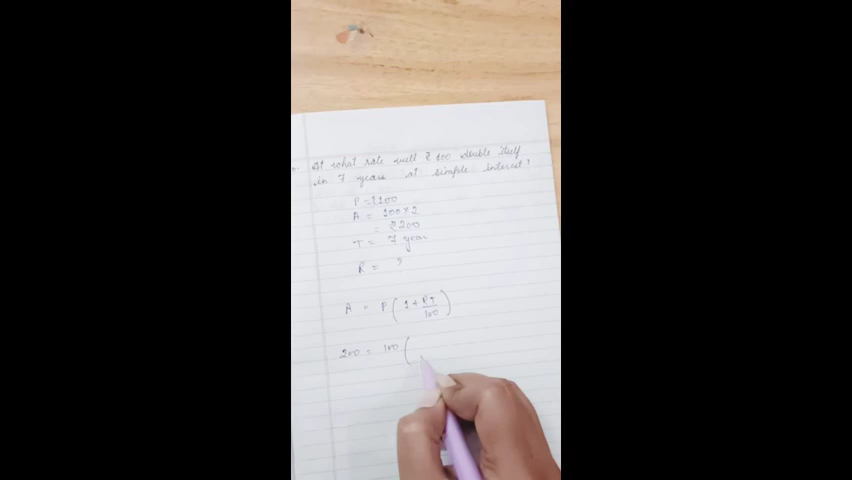 At what rate will ₹ 100 double itself
in 7 years at simple interest?
P = ₹100
A = 100 × 2
= ₹200
T = 7 year
R = ?
A = P ( 1 + RT/100 )
200 = 100 (